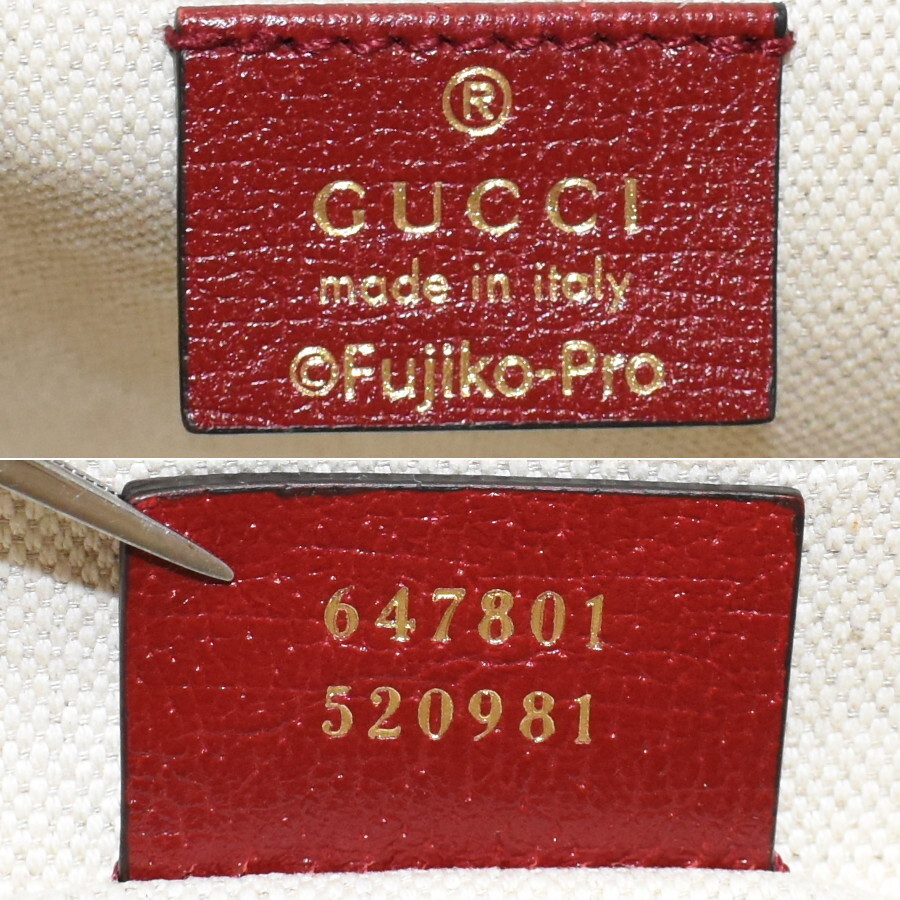 ®
GUCCI
made in italy
©Fujiko-Pro
647801
520981